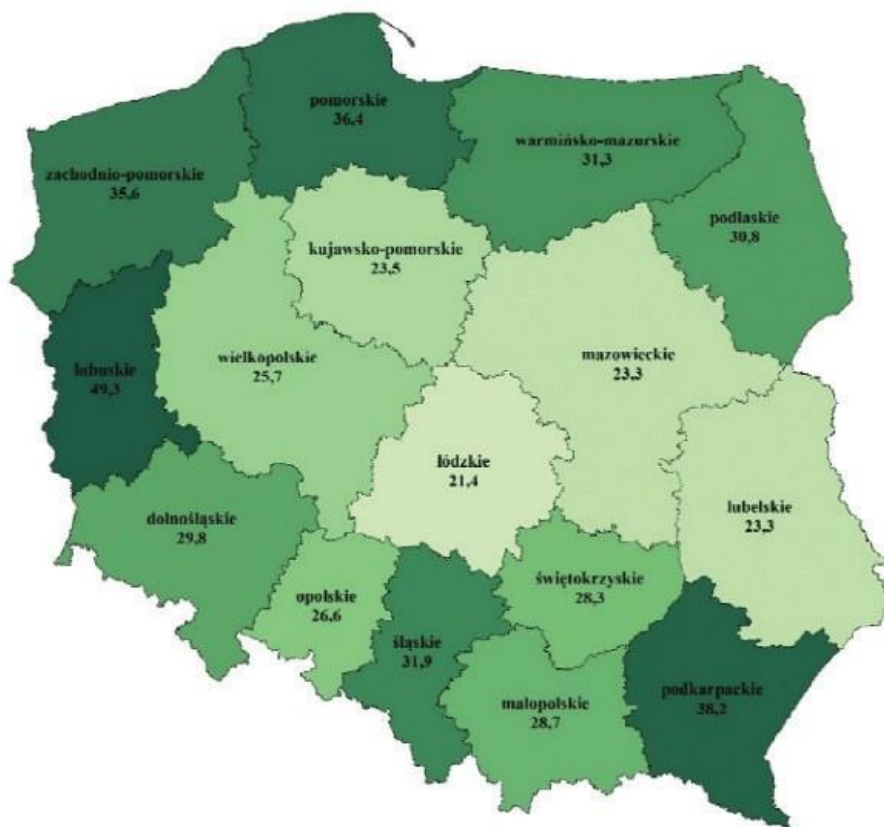 pomorskie
36,4
warmińsko-mazurskie
31,3
zachodnio-pomorskie
35,6
podlaskie
30,8
kujawsko-pomorskie
23,5
mazowieckie
23,3
wielkopolskie
25,7
lubuskie
49,3
łódzkie
21,4
lubelskie
23,3
dolnośląskie
29,8
świętokrzyskie
28,3
opolskie
26,6
śląskie
31,9
podkarpackie
38,2
małopolskie
28,7